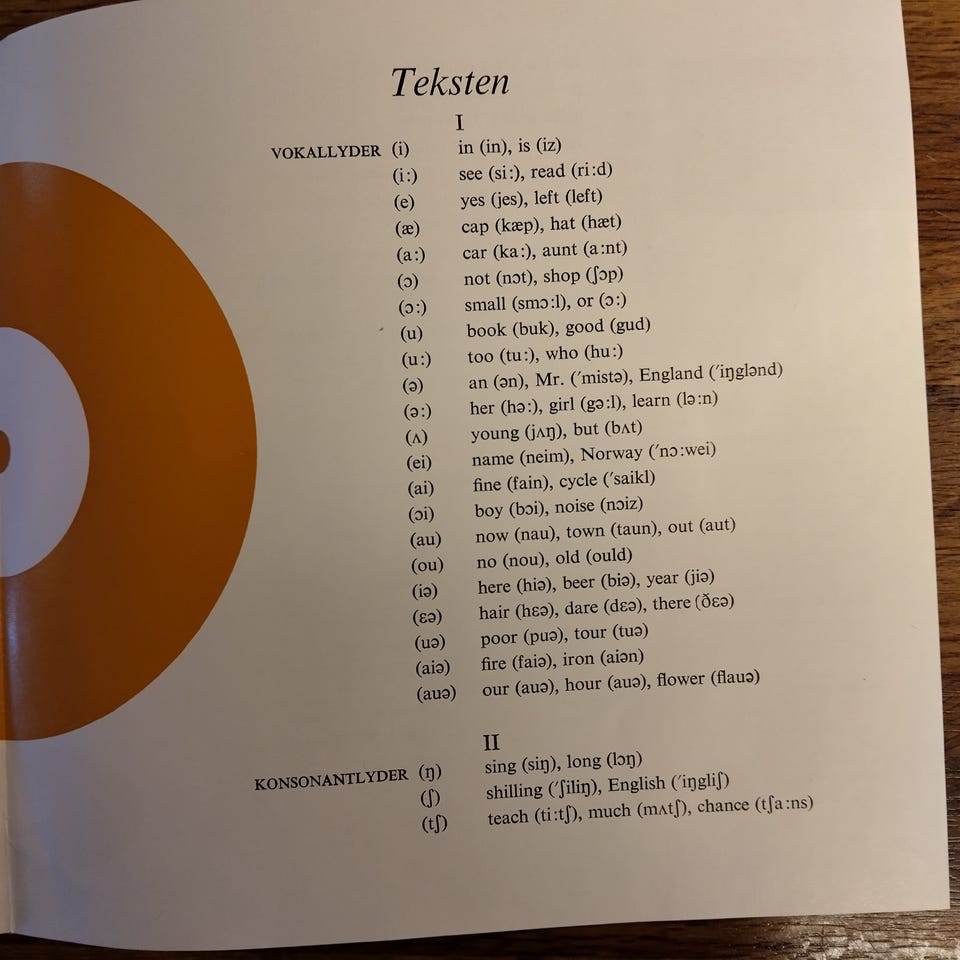 Teksten
I
VOKALLYDER (i) in (in), is (iz)
(i:) see (si:), read (ri:d)
(e) yes (jes), left (left)
(æ) cap (kæp), hat (hæt)
(a:) car (ka:), aunt (a:nt)
(ɔ) not (nɔt), shop (ʃɔp)
(ɔ:) small (smɔ:l), or (ɔ:)
(u) book (buk), good (gud)
(u:) too (tu:), who (hu:)
(ə) an (ən), Mr. (′mistə), England (′iŋglənd)
(ə:) her (hə:), girl (gə:l), learn (lə:n)
(ʌ) young (jʌŋ), but (bʌt)
(ei) name (neim), Norway (′nɔ:wei)
(ai) fine (fain), cycle (′saikl)
(ɔi) boy (bɔi), noise (nɔiz)
(au) now (nau), town (taun), out (aut)
(ou) no (nou), old (ould)
(iə) here (hiə), beer (biə), year (jiə)
(ɛə) hair (hɛə), dare (dɛə), there (ðɛə)
(uə) poor (puə), tour (tuə)
(aiə) fire (faiə), iron (aiən)
(auə) our (auə), hour (auə), flower (flauə)
II
KONSONANTLYDER (ŋ) sing (siŋ), long (lɔŋ)
(ʃ) shilling (′ʃiliŋ), English (′iŋgliʃ)
(tʃ) teach (ti:tʃ), much (mʌtʃ), chance (tʃa:ns)